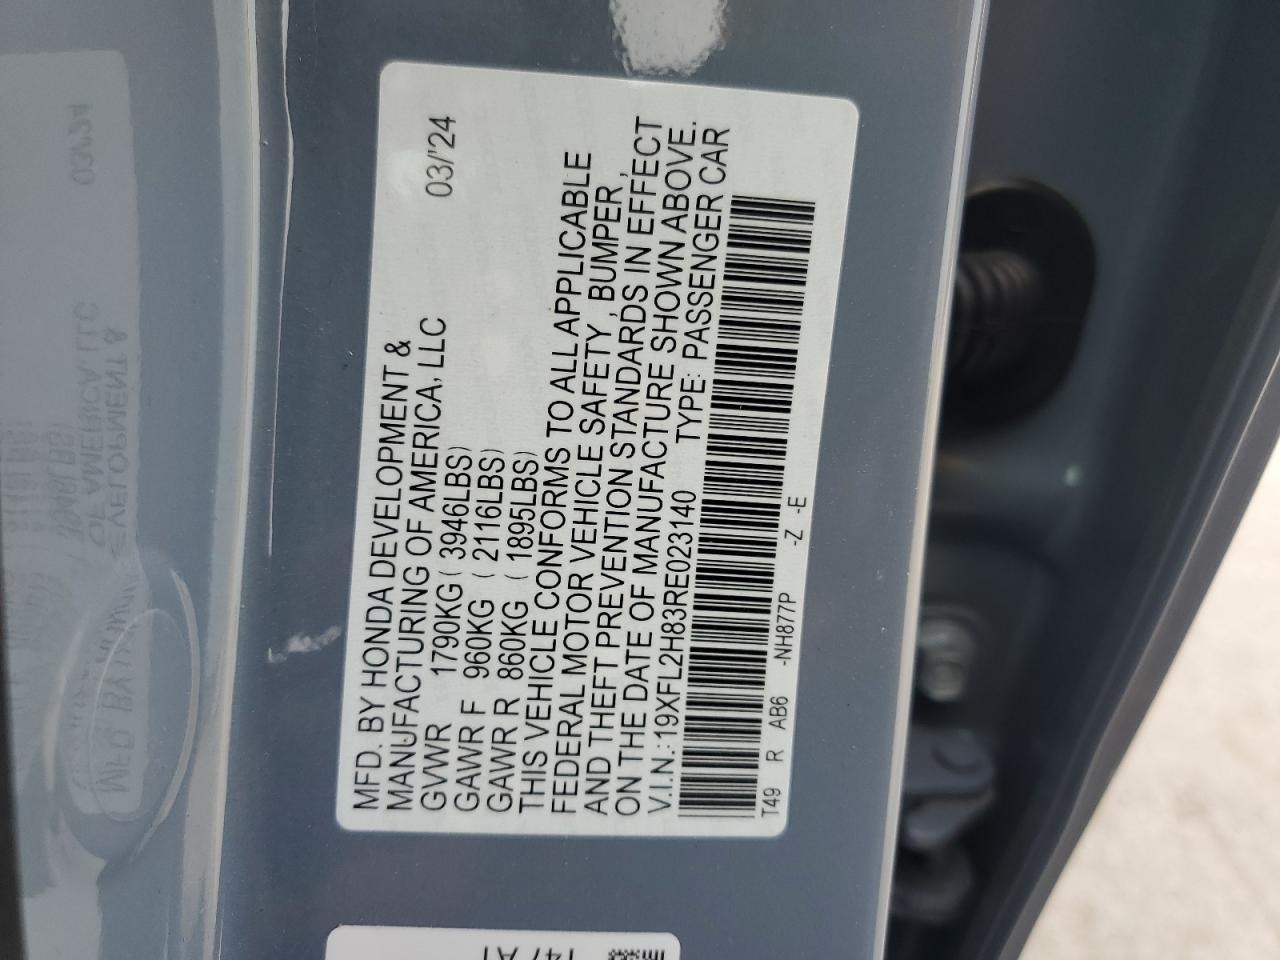 MFD. BY HONDA DEVELOPMENT &
MANUFACTURING OF AMERICA, LLC 03/'24
GVWR 1790KG ( 3946LBS)
GAWR F 960KG ( 2116LBS)
GAWR R 860KG ( 1895LBS)
THIS VEHICLE CONFORMS TO ALL APPLICABLE
FEDERAL MOTOR VEHICLE SAFETY , BUMPER ,
AND THEFT PREVENTION STANDARDS IN EFFECT
ON THE DATE OF MANUFACTURE SHOWN ABOVE.
V.I.N.:19XFL2H83RE023140 TYPE: PASSENGER CAR
T49 R AB6 -NH877P -Z -E